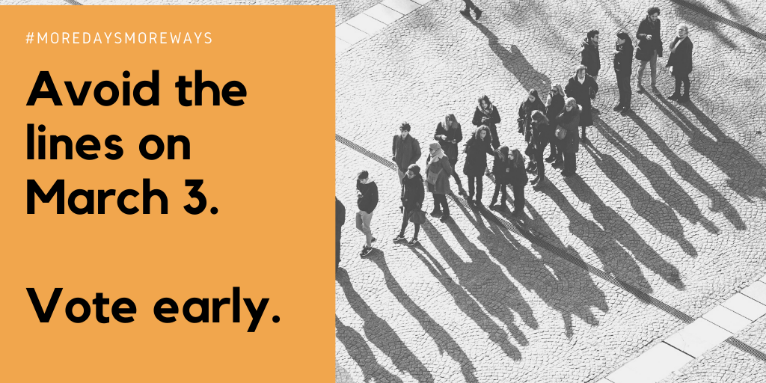 #MOREDAYSMOREWAYS
Avoid the
lines on
March 3.
Vote early.